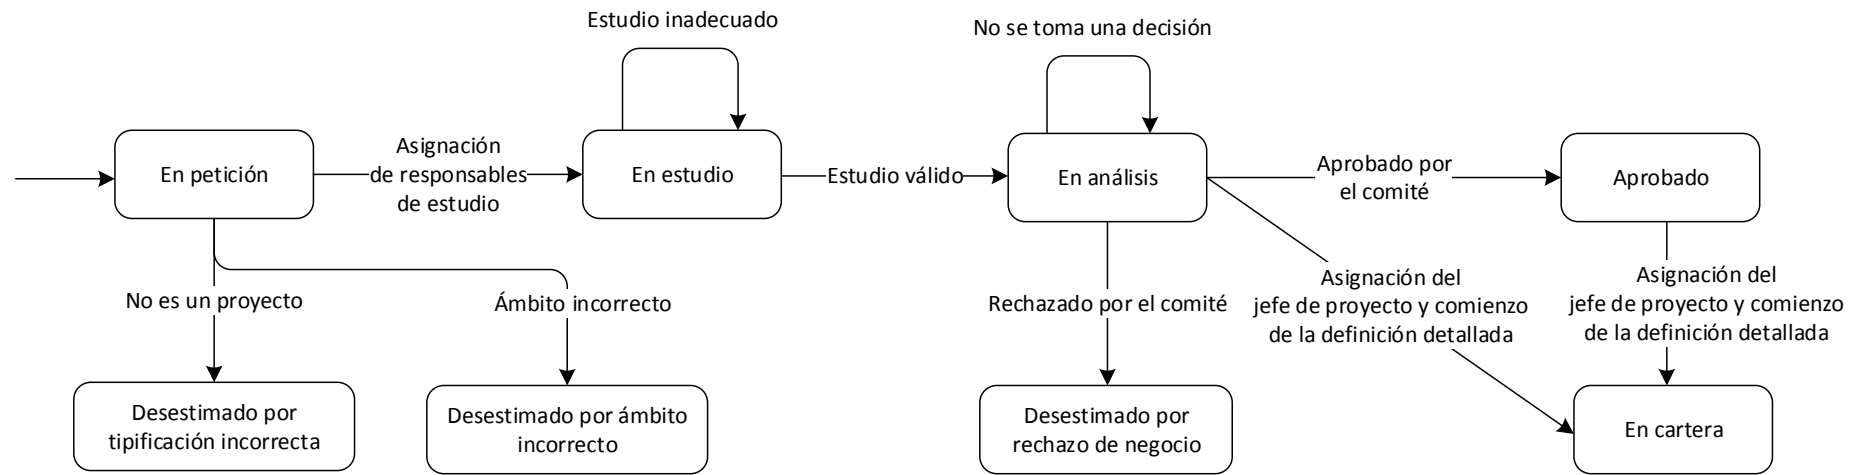 Estudio inadecuado
No se toma una decisión
En petición
Asignación
de responsables
de estudio
En estudio
Estudio válido
En análisis
Aprobado por
el comité
Aprobado
No es un proyecto
Ámbito incorrecto
Rechazado por el comité
Asignación del
jefe de proyecto y comienzo
de la definición detallada
Asignación del
jefe de proyecto y comienzo
de la definición detallada
Desestimado por
tipificación incorrecta
Desestimado por ámbito
incorrecto
Desestimado por
rechazo de negocio
En cartera